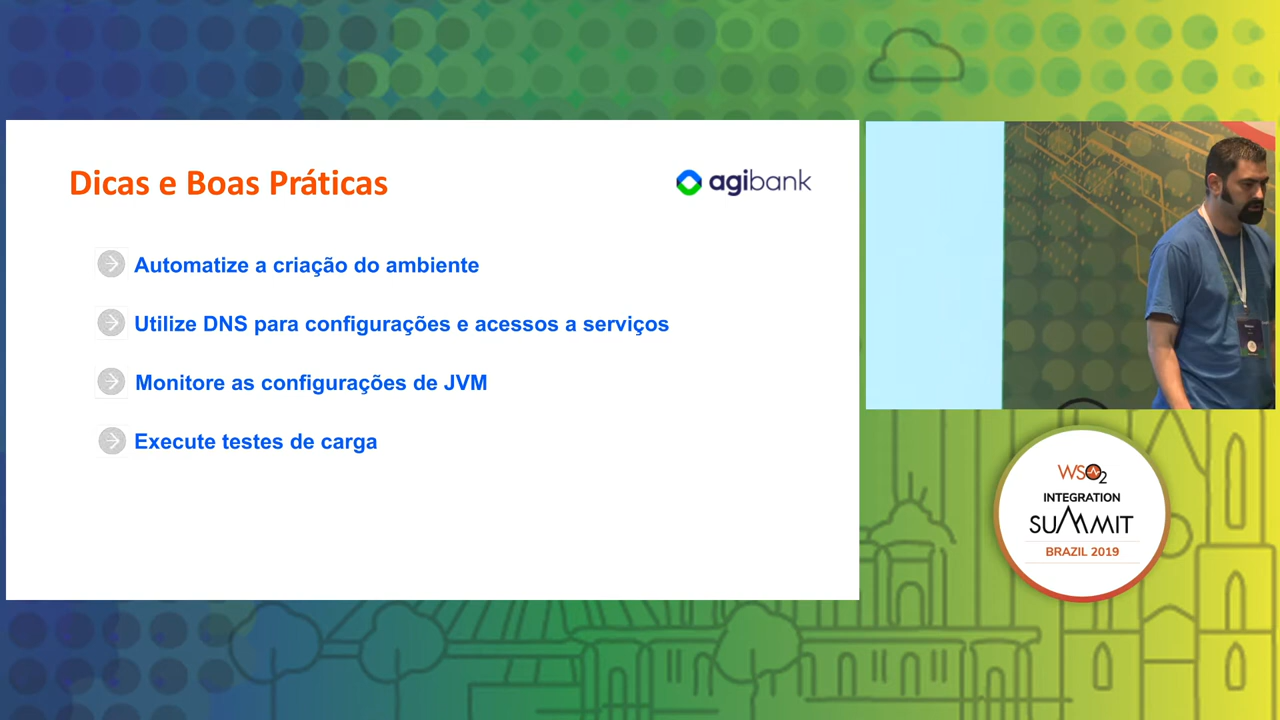 Dicas e Boas Práticas
agibank
Automatize a criação do ambiente
Utilize DNS para configurações e acessos a serviços
Monitore as configurações de JVM
Execute testes de carga
WSO2
INTEGRATION
SUMMIT
BRAZIL 2019